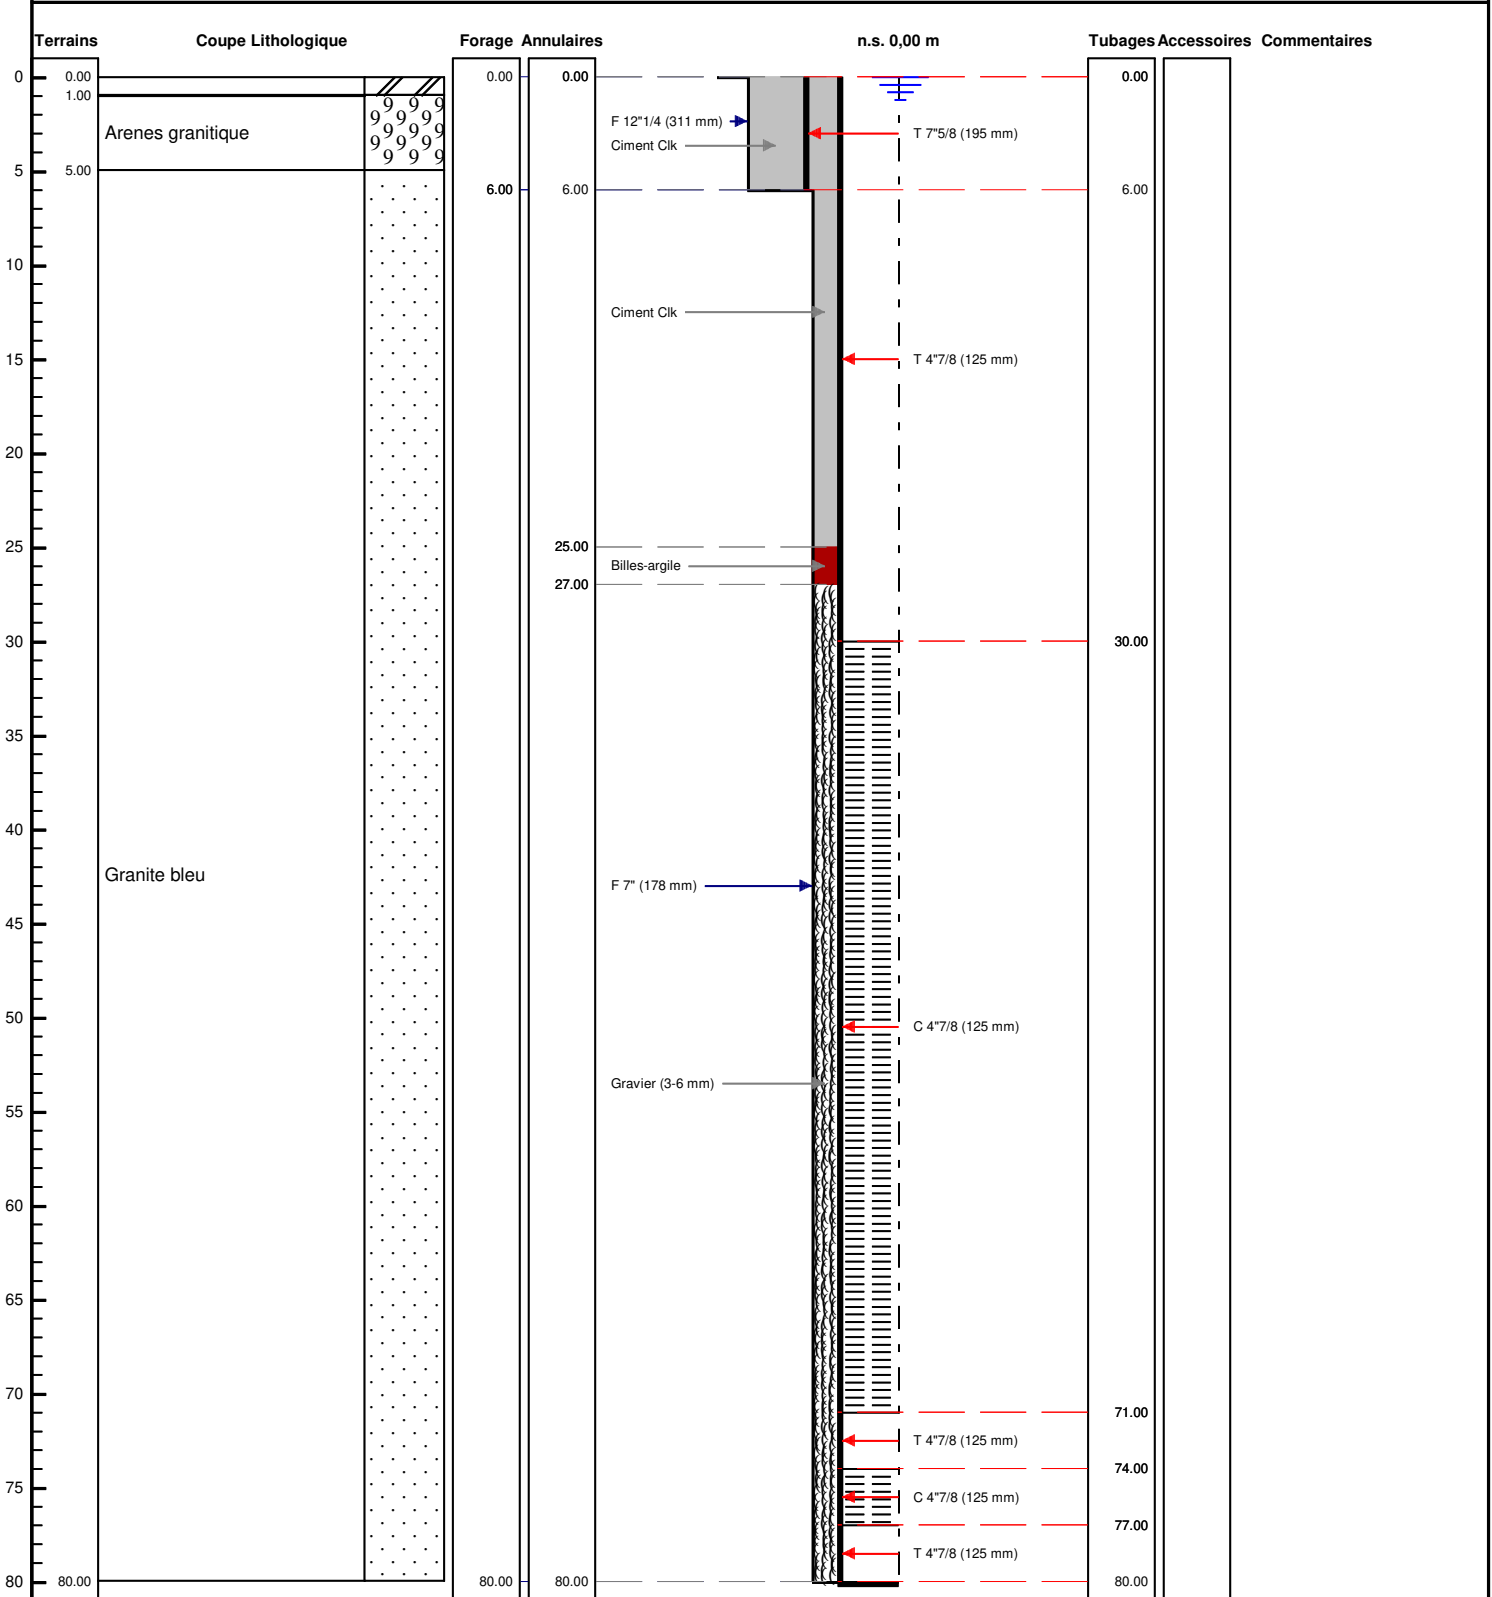 Terrains Coupe Lithologique Forage Annulaires n.s. 0,00 m Tubages Accessoires Commentaires
0 0.00 0.00 0.00 0.00
1.00
F 12"1/4 (311 mm)
Arenes granitique T 7"5/8 (195 mm)
Ciment Clk
5 5.00
6.00 6.00 6.00
10
Ciment Clk
15 T 4"7/8 (125 mm)
20
25 25.00
Billes-argile
27.00
30 30.00
35
40
Granite bleu
F 7" (178 mm)
45
50 C 4"7/8 (125 mm)
Gravier (3-6 mm)
55
60
65
70
71.00
T 4"7/8 (125 mm)
74.00
75 C 4"7/8 (125 mm)
77.00
T 4"7/8 (125 mm)
80 80.00 80.00 80.00 80.00